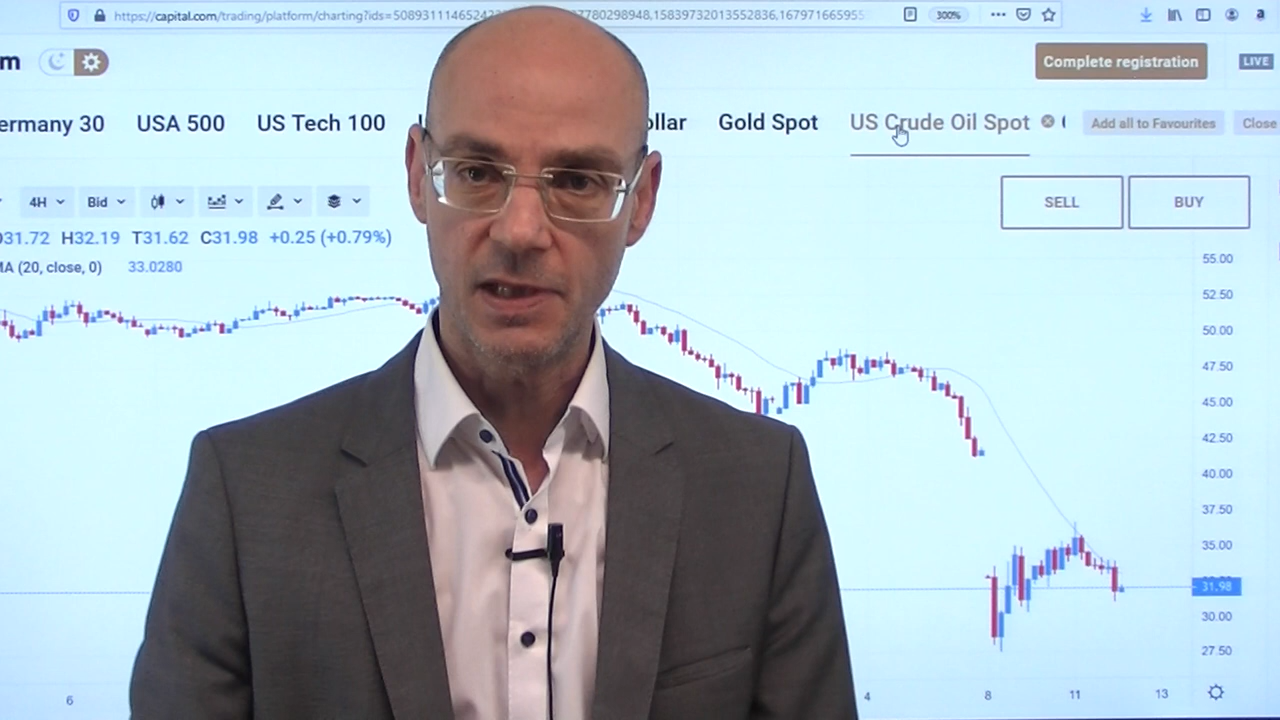 https://capital.com/trading/platform/charting?ids= 7780298948,15839732013552836,167971665955 300%
m Complete registration LIVE
ermany 30 USA 500 US Tech 100 ollar Gold Spot US Crude Oil Spot Add all to Favourites Close
4H Bid SELL BUY
O31.72 H32.19 T31.62 C31.98 +0.25 (+0.79%)
MA (20, close, 0) 33.0280
55.00
52.50
50.00
47.50
45.00
42.50
40.00
37.50
35.00
31.98
30.00
27.50
6 4 8 11 13